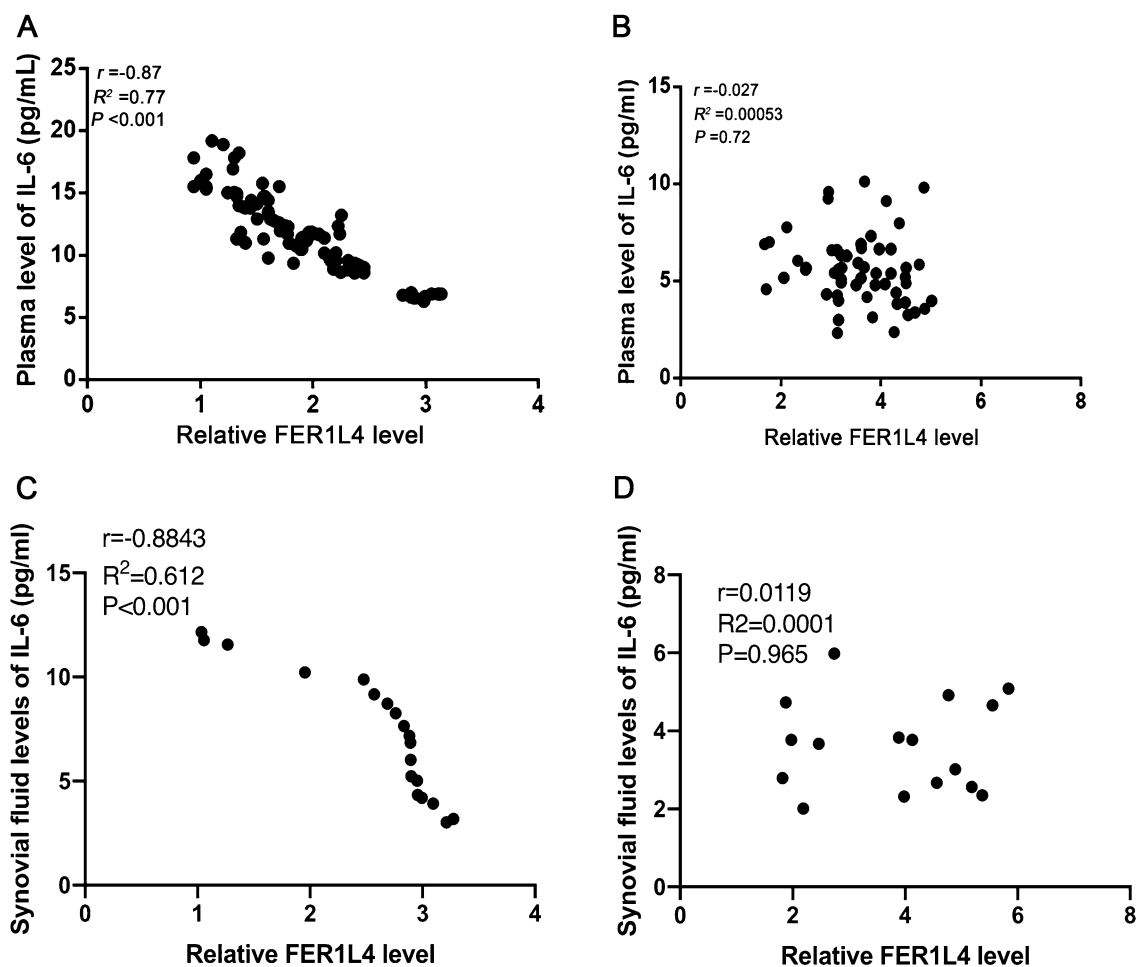 A
Plasma level of IL-6 (pg/mL)
r =-0.87
R² =0.77
P <0.001
25
20
15
10
5
0
0 1 2 3 4
Relative FER1L4 level
B
Plasma level of IL-6 (pg/ml)
r =-0.027
R² =0.00053
P =0.72
15
10
5
0
0 2 4 6 8
Relative FER1L4 level
C
Synovial fluid levels of IL-6 (pg/ml)
r=-0.8843
R²=0.612
P<0.001
15
10
5
0
0 1 2 3 4
Relative FER1L4 level
D
Synovial fluid levels of IL-6 (pg/ml)
r=0.0119
R2=0.0001
P=0.965
8
6
4
2
0
0 2 4 6 8
Relative FER1L4 level